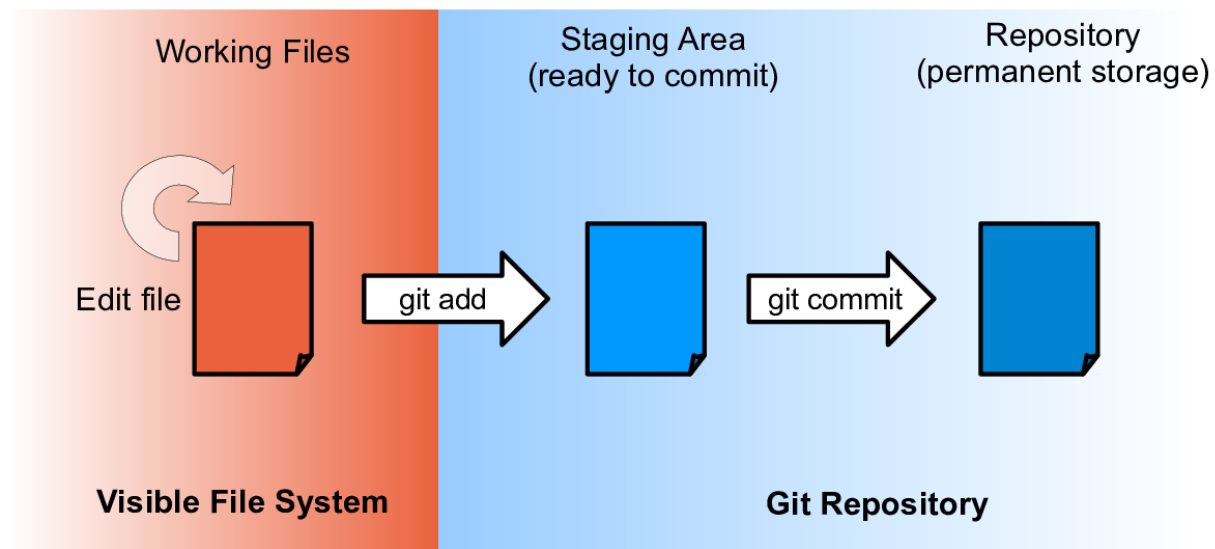 Working Files
Staging Area
(ready to commit)
Repository
(permanent storage)
Edit file
git add
git commit
Visible File System
Git Repository